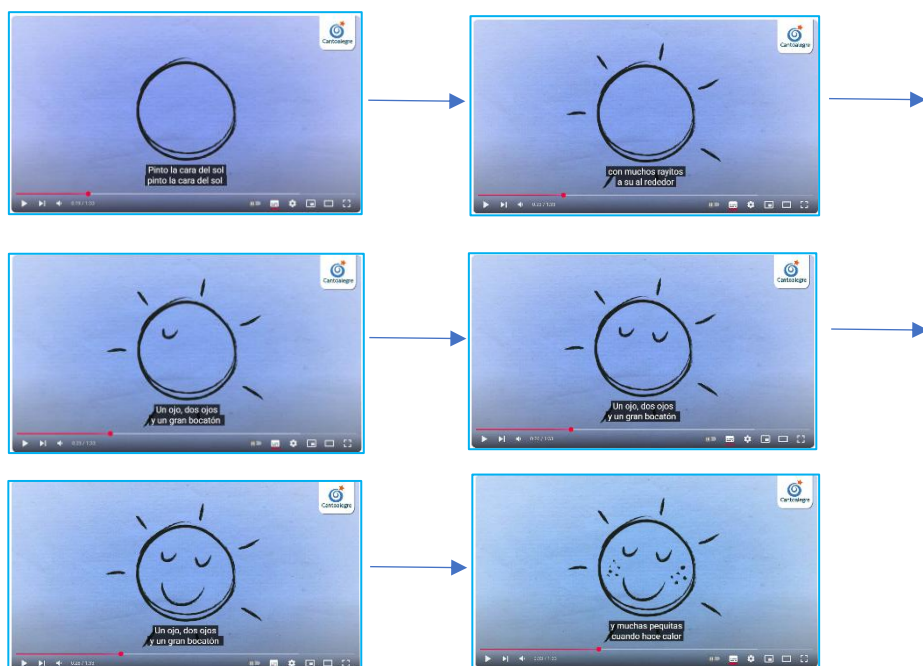 Cantoalegre
Pinto la cara del sol
pinto la cara del sol
Cantoalegre
con muchos rayitos
a su al rededor
Cantoalegre
Un ojo, dos ojos
y un gran bocatón
Cantoalegre
Un ojo, dos ojos
y un gran bocatón
Cantoalegre
Un ojo, dos ojos
y un gran bocatón
Cantoalegre
y muchas pequitas
cuando hace calor